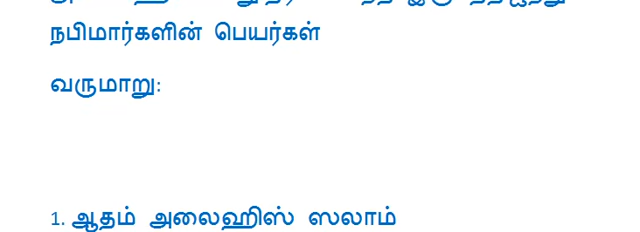 நபிமார்களின் பெயர்கள்
வருமாறு:
1. ஆதம் அலைஹிஸ் ஸலாம்